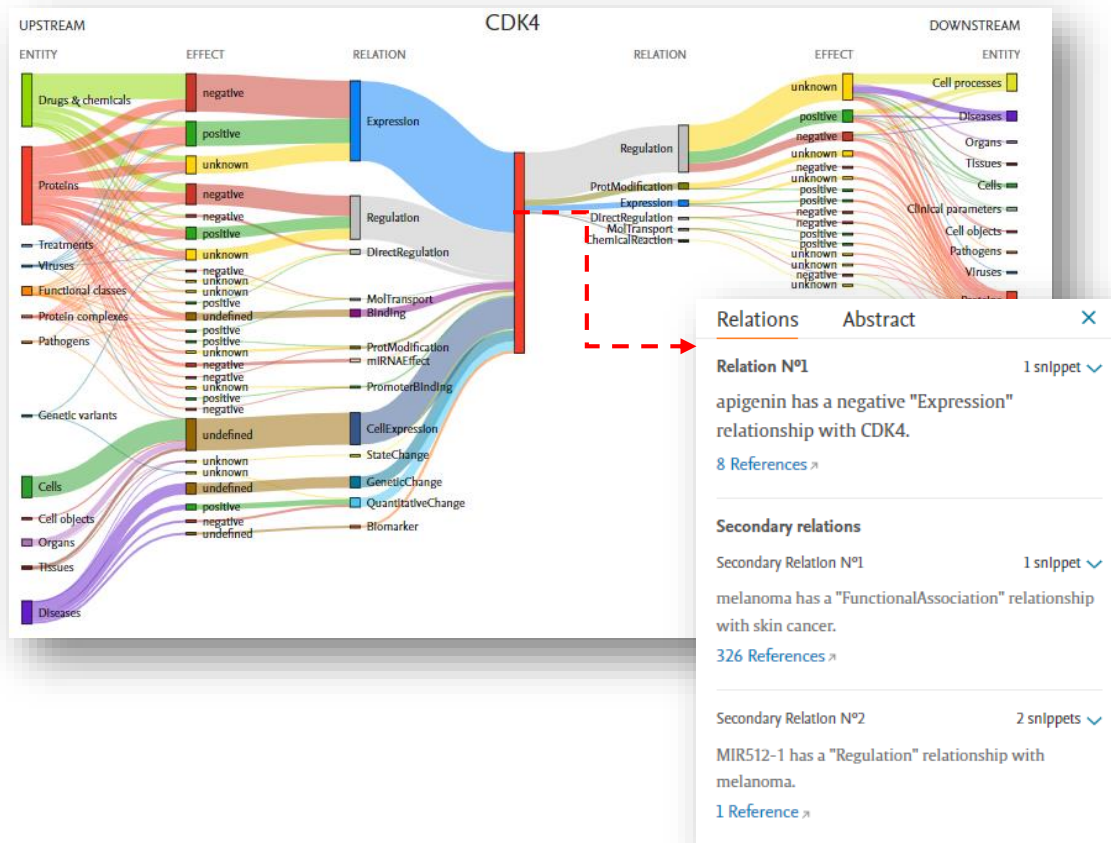 CDK4
UPSTREAM
DOWNSTREAM
ENTITY
EFFECT
RELATION
RELATION
EFFECT
ENTITY
Drugs & chemicals
Proteins
Treatments
Viruses
Functional classes
Protein complexes
Pathogens
Genetic variants
Cells
Cell objects
Organs
Tissues
Diseases
negative
positive
unknown
negative
negative
positive
unknown
negative
unknown
unknown
positive
undefined
positive
positive
unknown
negative
negative
unknown
positive
negative
undefined
unknown
unknown
undefined
positive
negative
undefined
Expression
Regulation
DirectRegulation
MolTransport
Binding
ProtModification
miRNAEffect
PromoterBinding
CellExpression
StateChange
GeneticChange
QuantitativeChange
Biomarker
Regulation
ProtModification
Expression
DirectRegulation
MolTransport
ChemicalReaction
unknown
positive
negative
unknown
negative
unknown
positive
negative
negative
positive
positive
unknown
unknown
negative
unknown
Cell processes
Diseases
Organs
Tissues
Cells
Clinical parameters
Cell objects
Pathogens
Viruses
Relations
Abstract
×
Relation Nº1
1 snippet
apigenin has a negative "Expression"
relationship with CDK4.
8 References
Secondary relations
Secondary Relation Nº1
1 snippet
melanoma has a "FunctionalAssociation" relationship
with skin cancer.
326 References
Secondary Relation Nº2
2 snippets
MIR512-1 has a "Regulation" relationship with
melanoma.
1 Reference